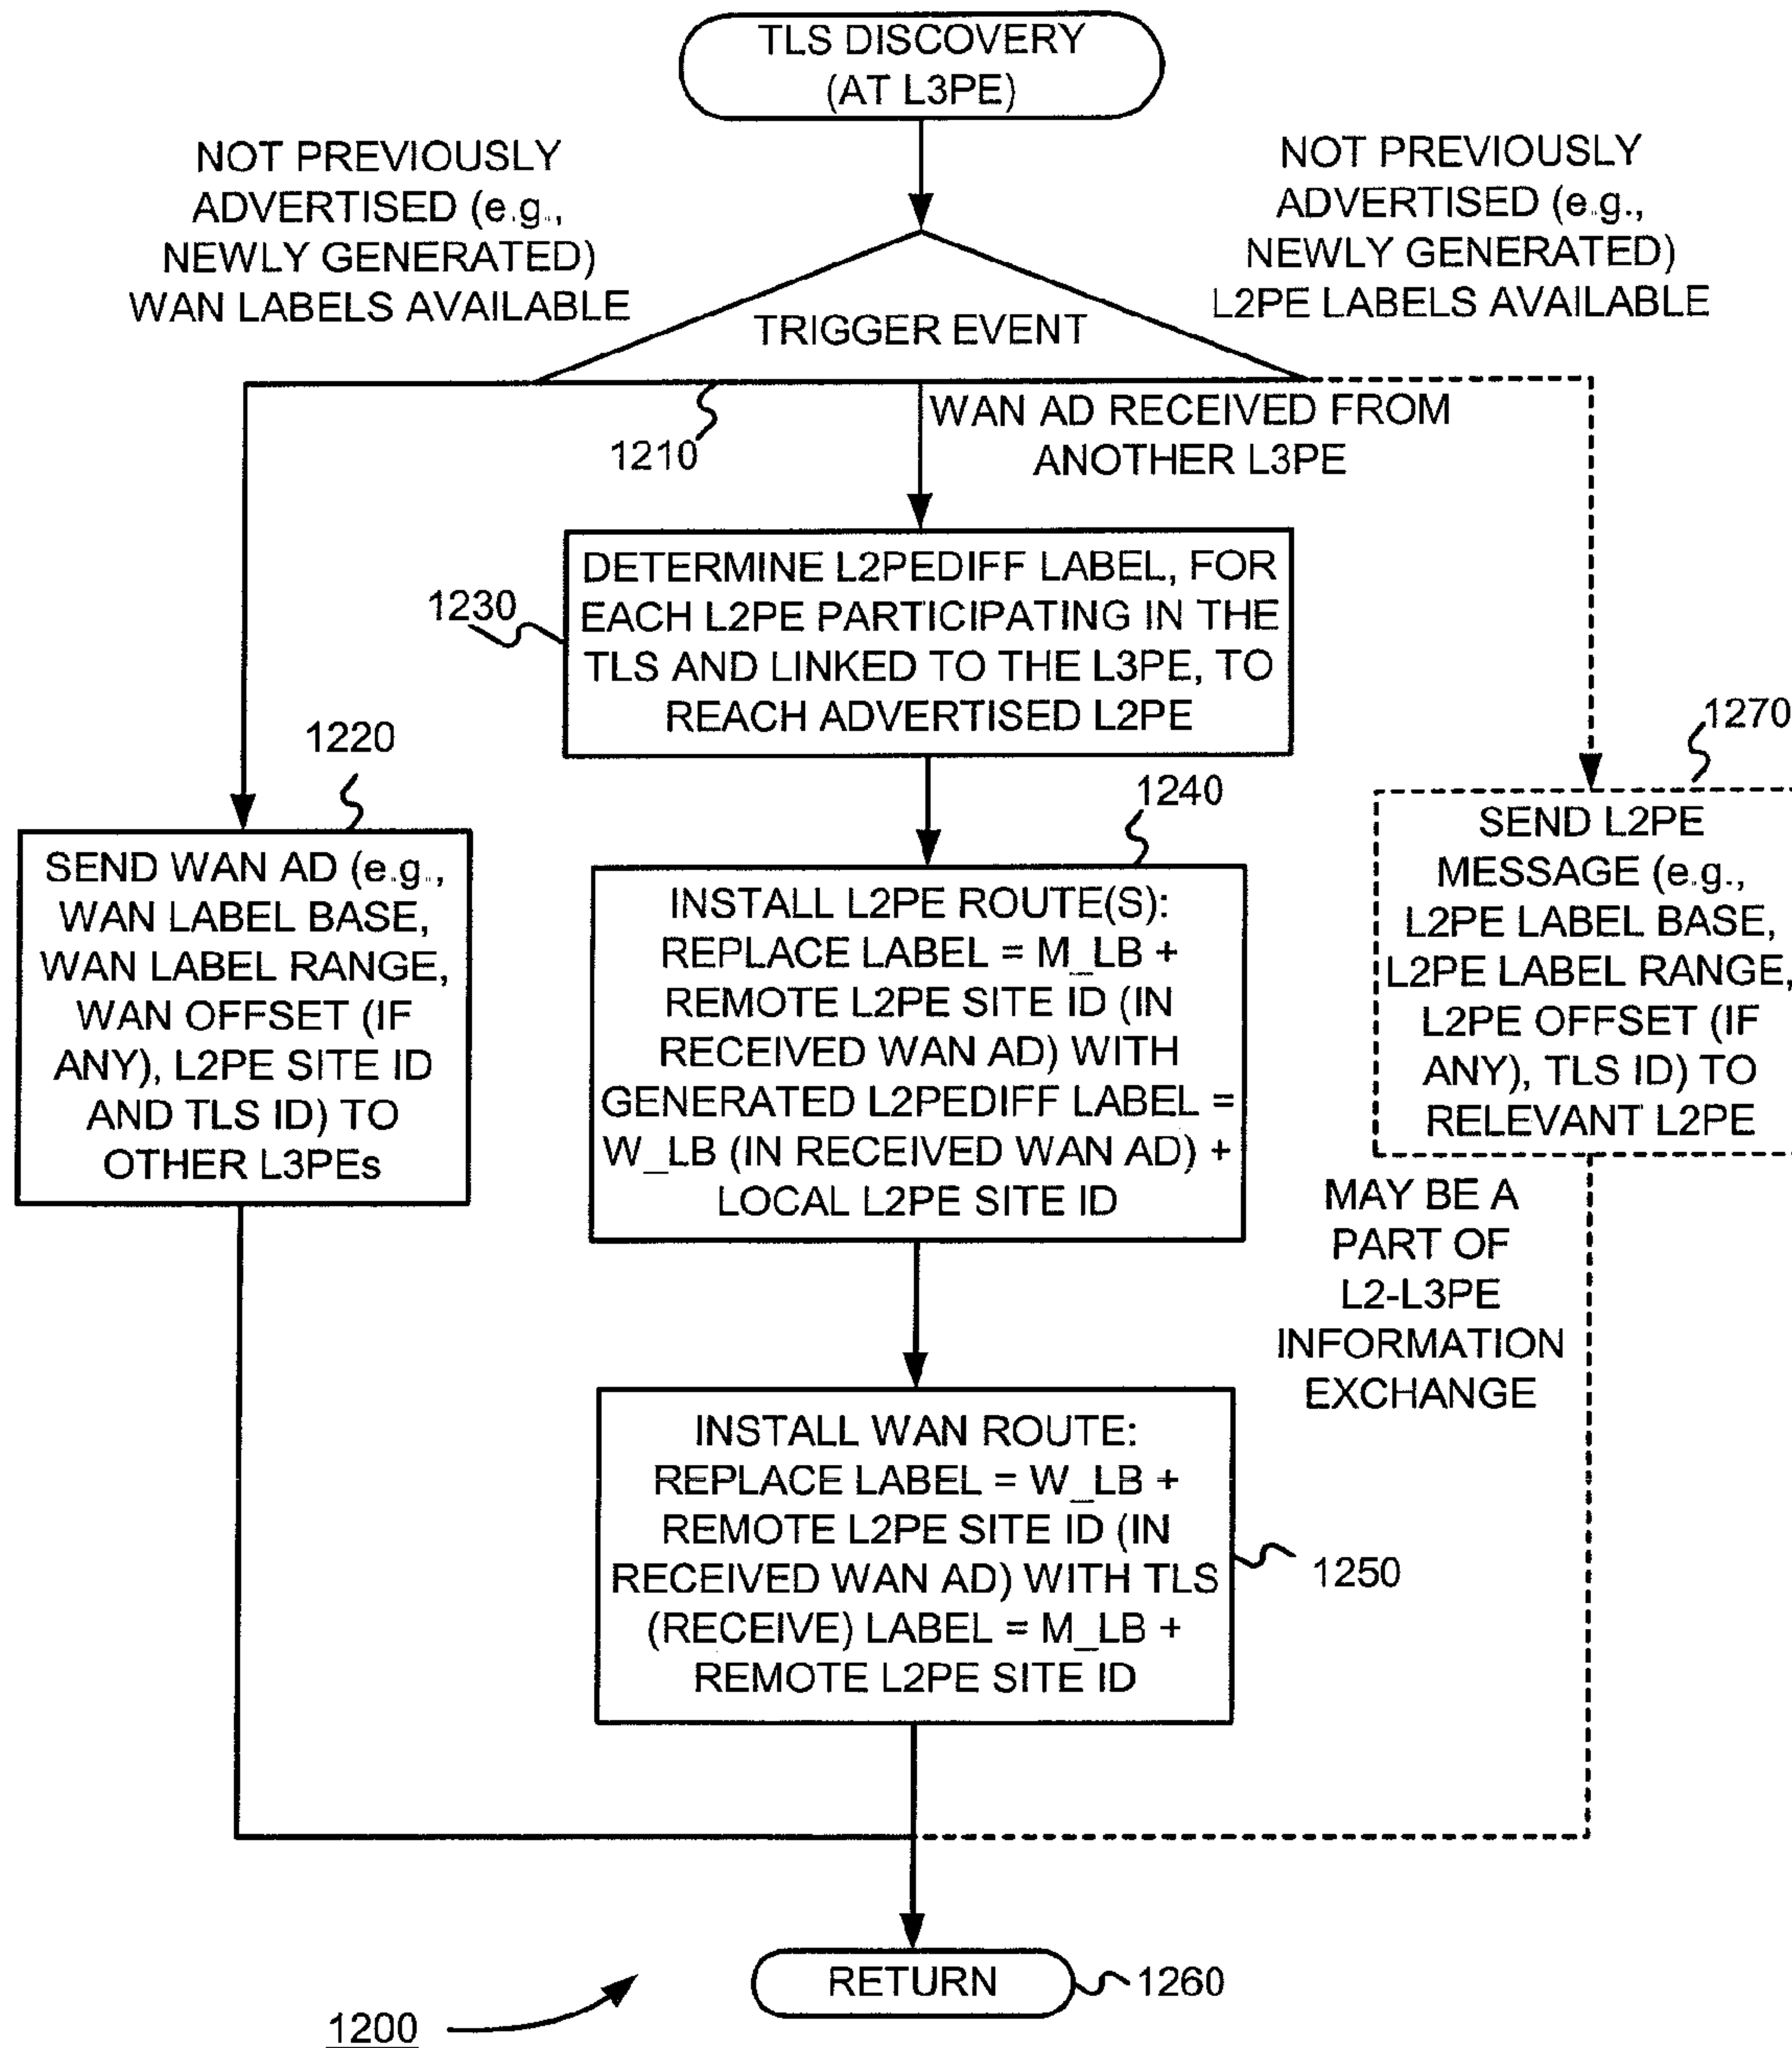 TLS DISCOVERY
(AT L3PE)
NOT PREVIOUSLY
ADVERTISED (e.g.,
NEWLY GENERATED)
WAN LABELS AVAILABLE
NOT PREVIOUSLY
ADVERTISED (e.g.,
NEWLY GENERATED)
L2PE LABELS AVAILABLE
TRIGGER EVENT
1210
WAN AD RECEIVED FROM
ANOTHER L3PE
1230
DETERMINE L2PEDIFF LABEL, FOR
EACH L2PE PARTICIPATING IN THE
TLS AND LINKED TO THE L3PE, TO
REACH ADVERTISED L2PE
1220
SEND WAN AD (e.g.,
WAN LABEL BASE,
WAN LABEL RANGE,
WAN OFFSET (IF
ANY), L2PE SITE ID
AND TLS ID) TO
OTHER L3PEs
1240
INSTALL L2PE ROUTE(S):
REPLACE LABEL = M_LB +
REMOTE L2PE SITE ID (IN
RECEIVED WAN AD) WITH
GENERATED L2PEDIFF LABEL =
W_LB (IN RECEIVED WAN AD) +
LOCAL L2PE SITE ID
1270
SEND L2PE
MESSAGE (e.g.,
L2PE LABEL BASE,
L2PE LABEL RANGE,
L2PE OFFSET (IF
ANY), TLS ID) TO
RELEVANT L2PE
MAY BE A
PART OF
L2-L3PE
INFORMATION
EXCHANGE
INSTALL WAN ROUTE:
REPLACE LABEL = W_LB +
REMOTE L2PE SITE ID (IN
RECEIVED WAN AD) WITH TLS
(RECEIVE) LABEL = M_LB +
REMOTE L2PE SITE ID
1250
RETURN
1260
1200